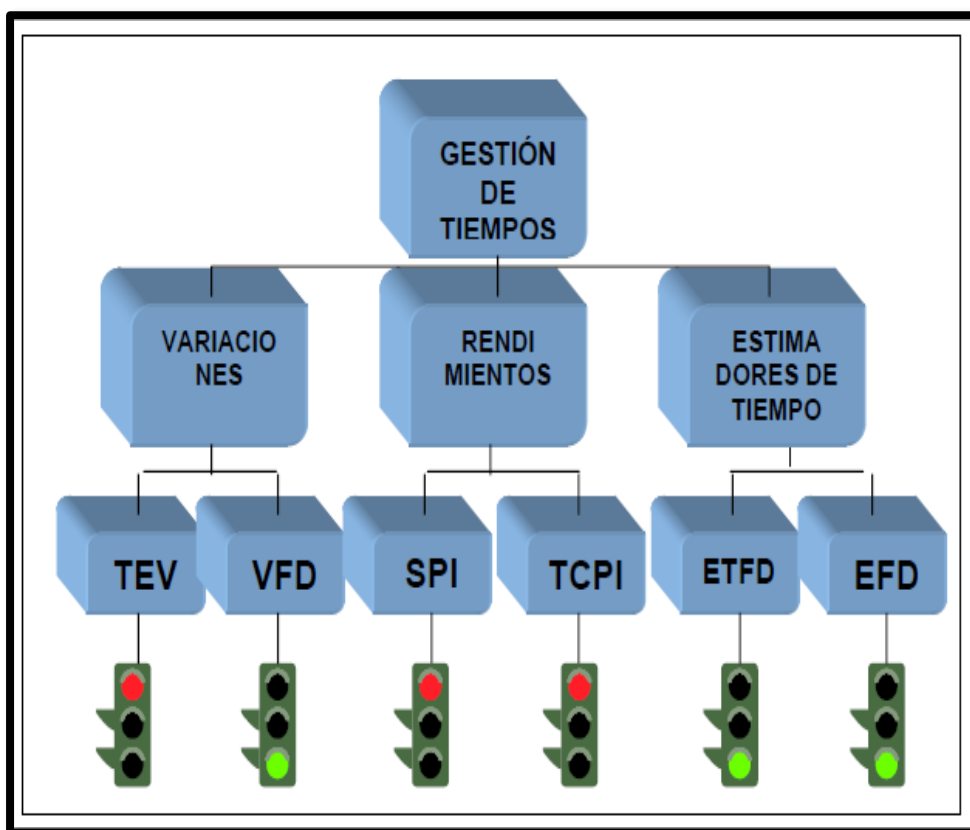 GESTIÓN
DE
TIEMPOS
VARIACIO
NES
RENDI
MIENTOS
ESTIMA
DORES DE
TIEMPO
TEV
VFD
SPI
TCPI
ETFD
EFD